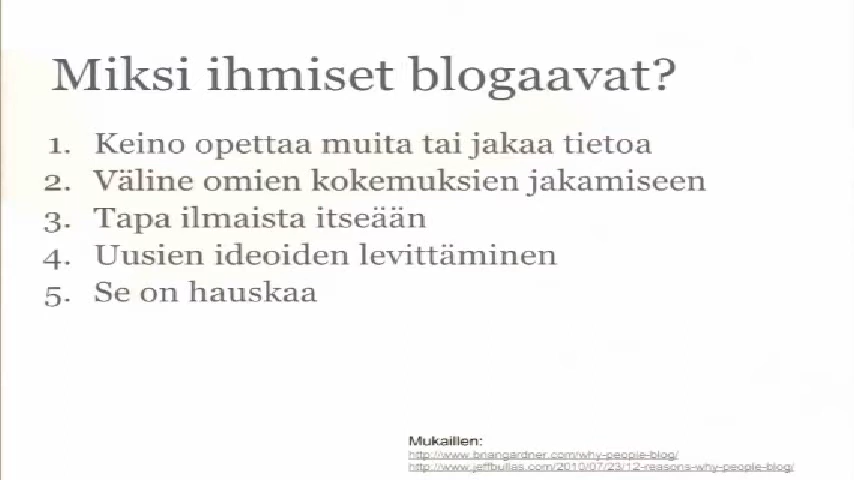 Miksi ihmiset blogaavat?
1. Keino opettaa muita tai jakaa tietoa
2. Väline omien kokemuksien jakamiseen
3. Tapa ilmaista itseään
4. Uusien ideoiden levittäminen
5. Se on hauskaa
Mukaillen:
http://www.briangardner.com/why-people-blog/
http://www.jeffbullas.com/2010/07/23/12-reasons-why-people-blog/